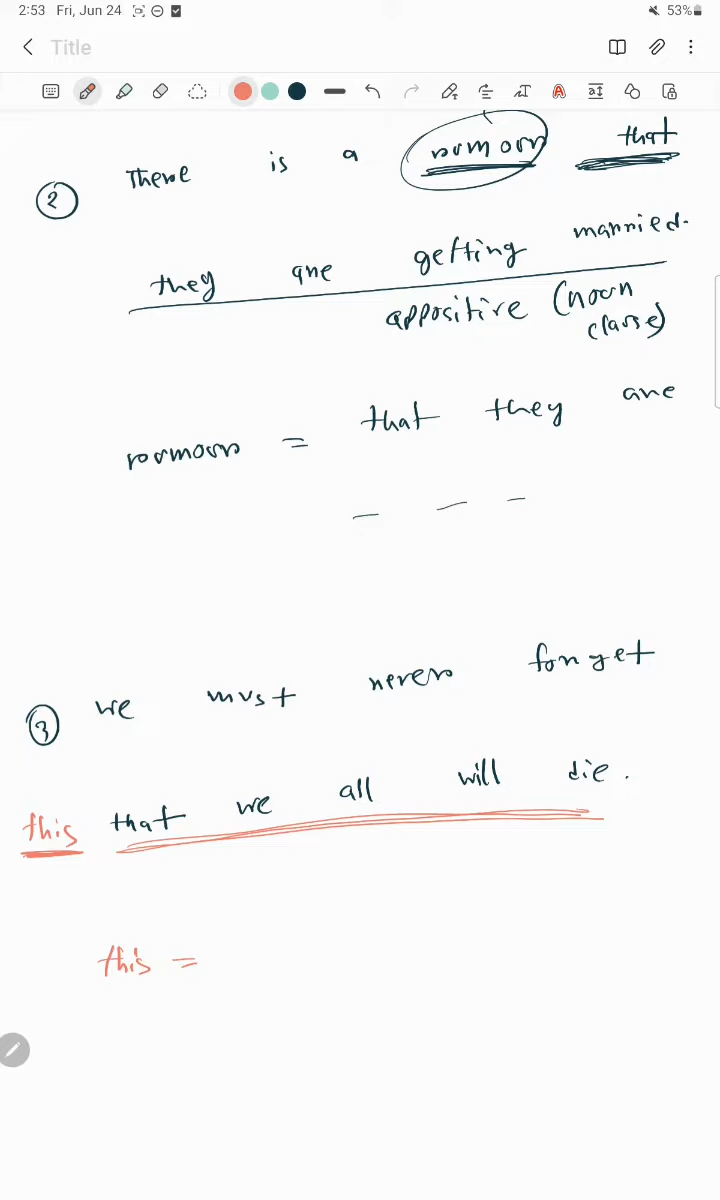 2:53 Fri, Jun 24 53%
Title
② There is a rumour that
they are getting married.
appositive (noun
clause)
rumour = that they are
- - -
③ we must never forget
this that we all will die.
this =